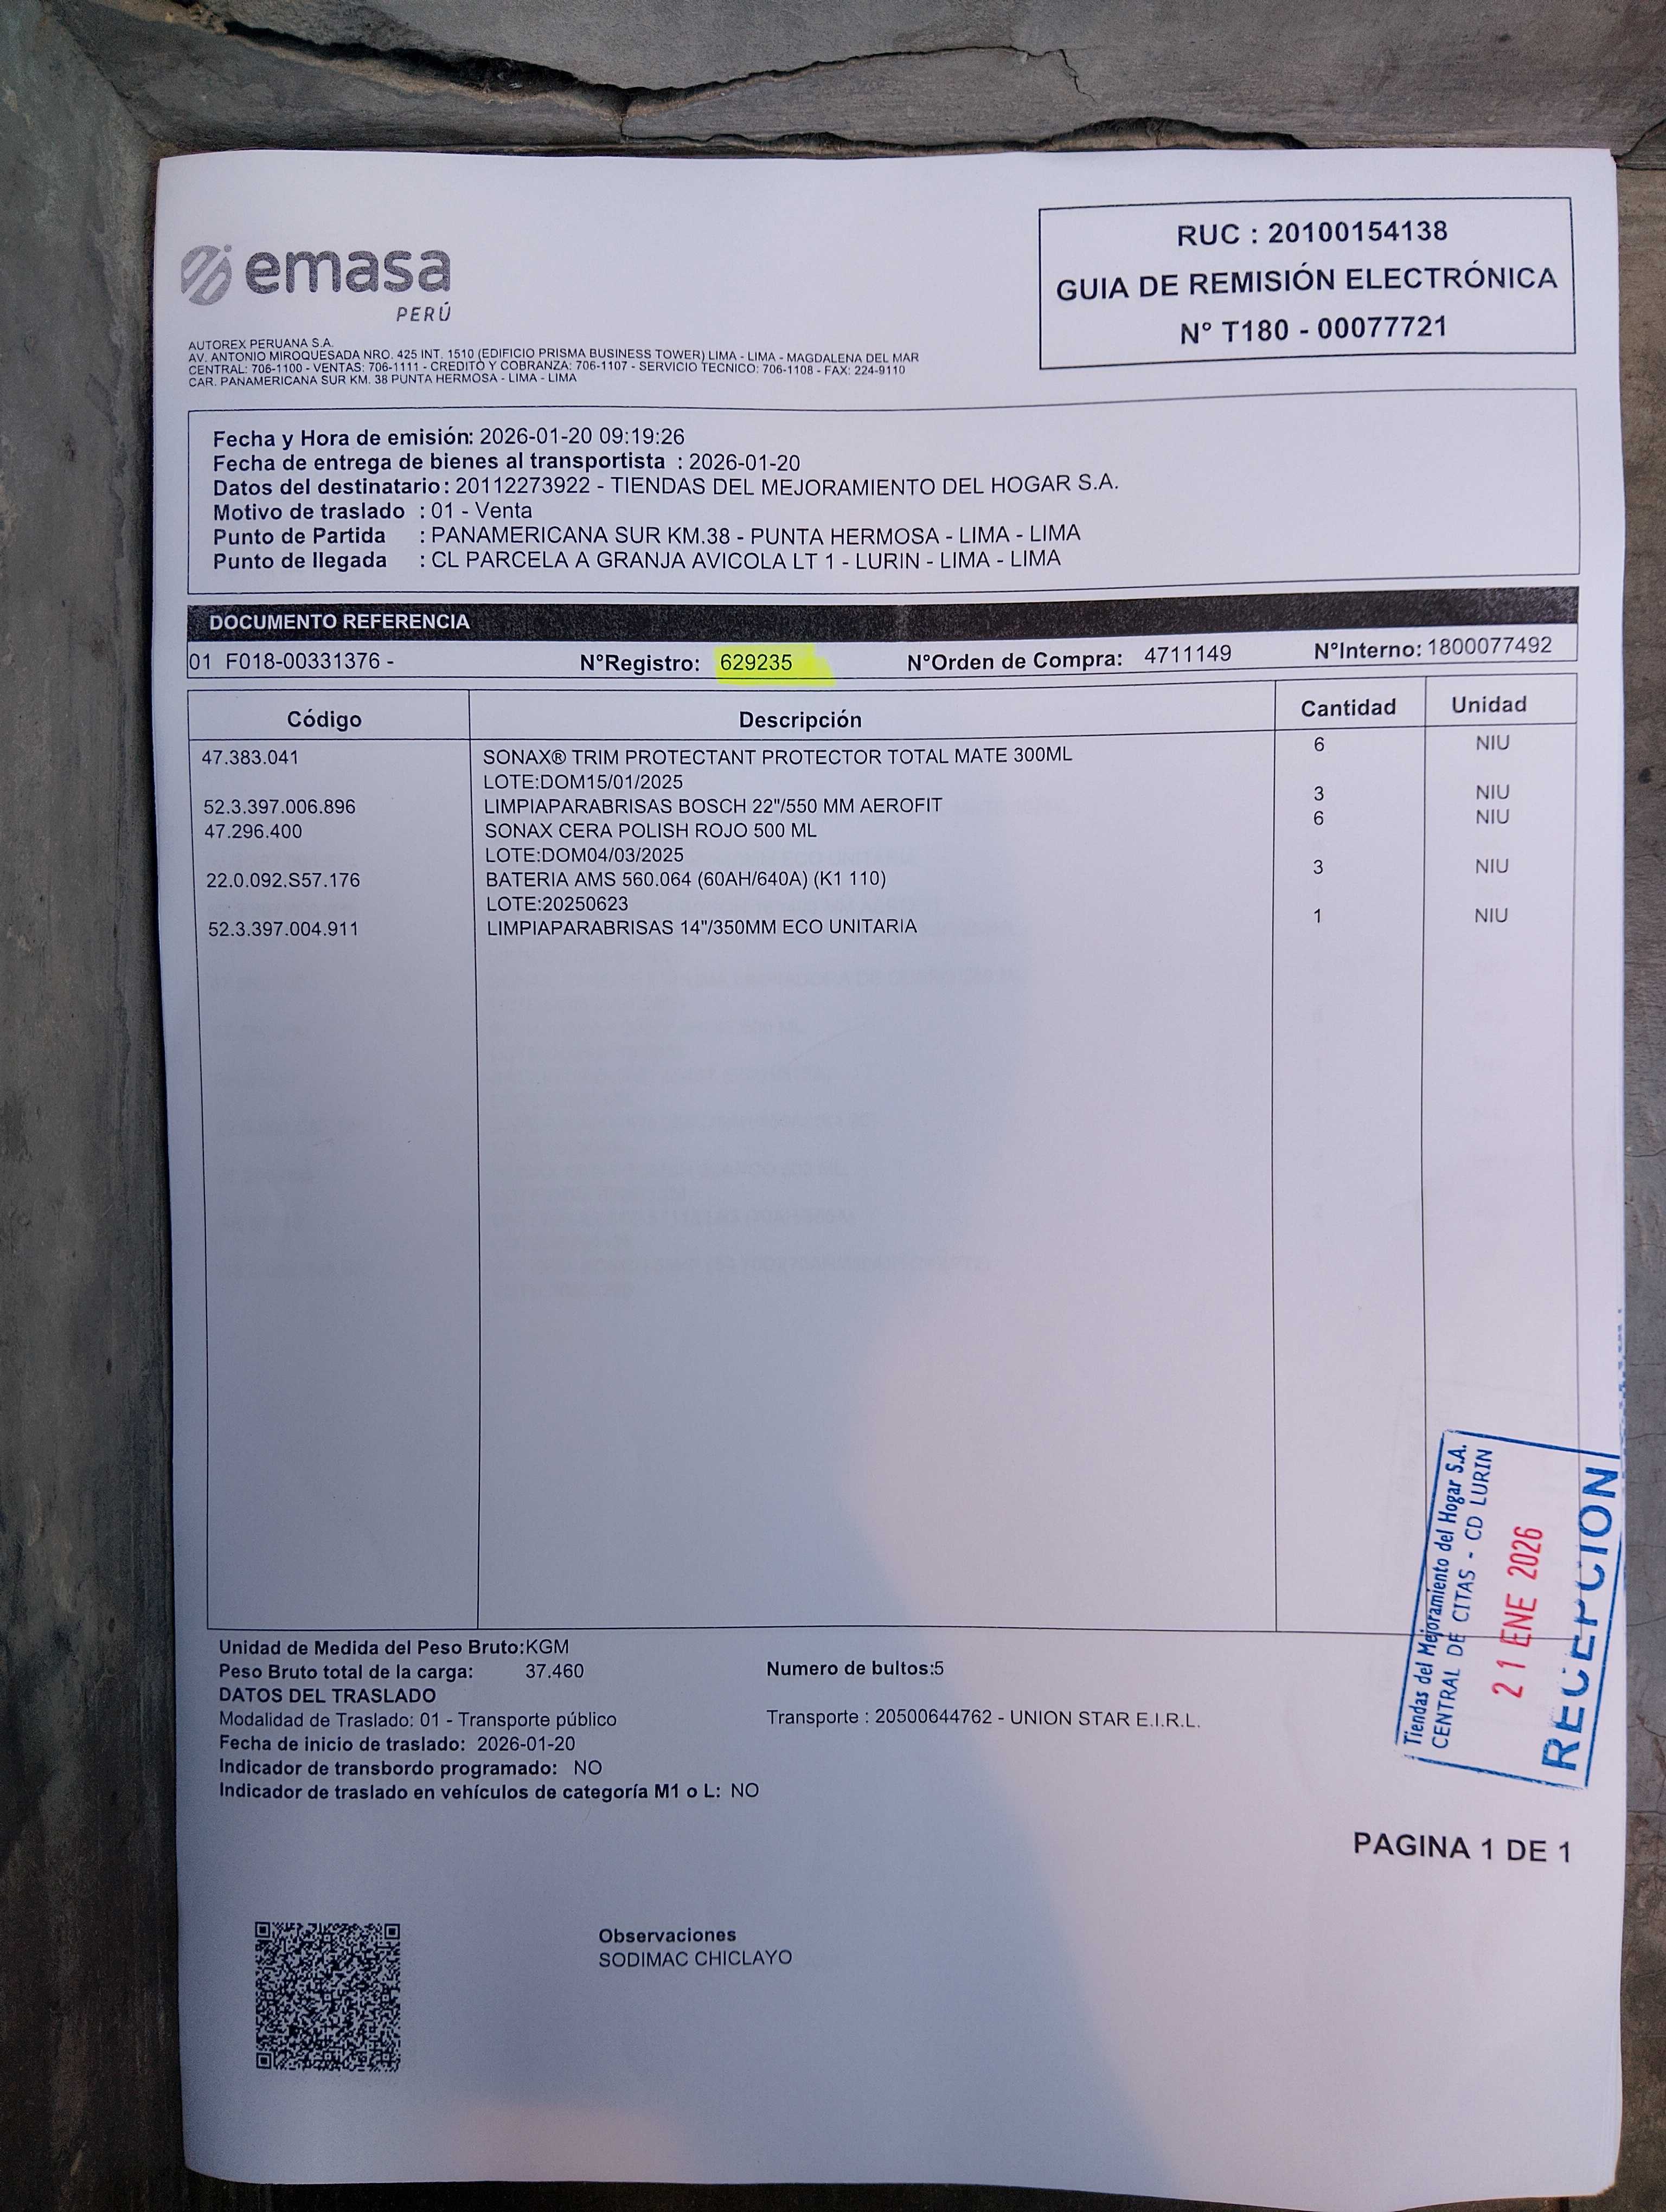 emasa
PERÚ
RUC : 20100154138
GUIA DE REMISIÓN ELECTRÓNICA
N° T180 - 00077721
AUTOREX PERUANA S.A.
AV. ANTONIO MIROQUESADA NRO. 425 INT. 1510 (EDIFICIO PRISMA BUSINESS TOWER) LIMA - LIMA - MAGDALENA DEL MAR
CENTRAL: 706-1100 - VENTAS: 706-1111 - CREDITO Y COBRANZA: 706-1107 - SERVICIO TECNICO: 706-1108 - FAX: 224-9110
CAR. PANAMERICANA SUR KM. 38 PUNTA HERMOSA - LIMA - LIMA
Fecha y Hora de emisión: 2026-01-20 09:19:26
Fecha de entrega de bienes al transportista : 2026-01-20
Datos del destinatario: 20112273922 - TIENDAS DEL MEJORAMIENTO DEL HOGAR S.A.
Motivo de traslado : 01 - Venta
Punto de Partida : PANAMERICANA SUR KM.38 - PUNTA HERMOSA - LIMA - LIMA
Punto de llegada : CL PARCELA A GRANJA AVICOLA LT 1 - LURIN - LIMA - LIMA
DOCUMENTO REFERENCIA
01 F018-00331376 - N°Registro: 629235 N°Orden de Compra: 4711149 N°Interno: 1800077492
Código Descripción Cantidad Unidad
47.383.041 SONAX® TRIM PROTECTANT PROTECTOR TOTAL MATE 300ML 6 NIU
LOTE:DOM15/01/2025
52.3.397.006.896 LIMPIAPARABRISAS BOSCH 22"/550 MM AEROFIT 3 NIU
47.296.400 SONAX CERA POLISH ROJO 500 ML 6 NIU
LOTE:DOM04/03/2025
22.0.092.S57.176 BATERIA AMS 560.064 (60AH/640A) (K1 110) 3 NIU
LOTE:20250623
52.3.397.004.911 LIMPIAPARABRISAS 14"/350MM ECO UNITARIA 1 NIU
Unidad de Medida del Peso Bruto:KGM
Peso Bruto total de la carga: 37.460 Numero de bultos:5
DATOS DEL TRASLADO
Modalidad de Traslado: 01 - Transporte público Transporte : 20500644762 - UNION STAR E.I.R.L.
Fecha de inicio de traslado: 2026-01-20
Indicador de transbordo programado: NO
Indicador de traslado en vehículos de categoría M1 o L: NO
Tiendas del Mejoramiento del Hogar S.A.
CENTRAL DE CITAS - CD LURIN
21 ENE 2026
RECEPCION
PAGINA 1 DE 1
Observaciones
SODIMAC CHICLAYO